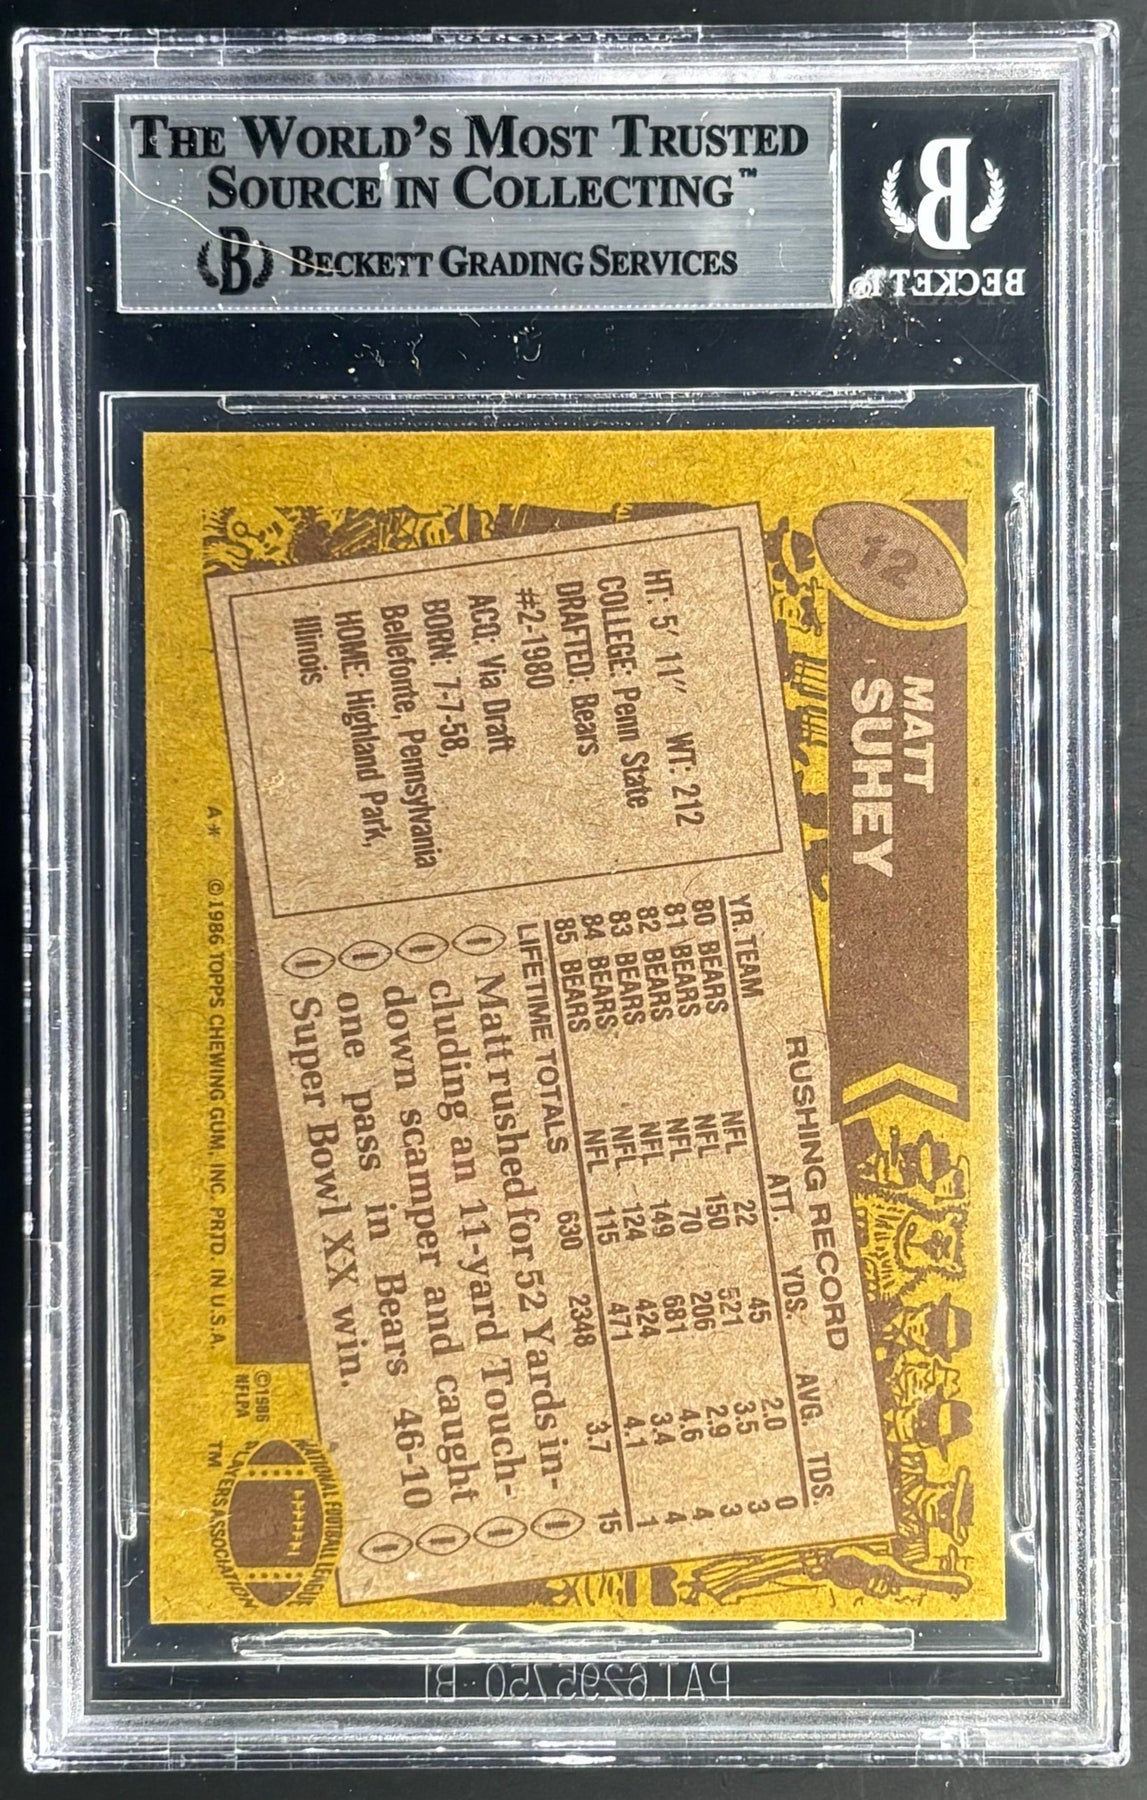 THE WORLD'S MOST TRUSTED
SOURCE IN COLLECTING™
B BECKETT GRADING SERVICES
B
BECKETT®
12
MATT
SUHEY
HT: 5' 11" WT: 212
COLLEGE: Penn State
DRAFTED: Bears
#2-1980
ACQ: Via Draft
BORN: 7-7-58,
Bellefonte, Pennsylvania
HOME: Highland Park,
Illinois
RUSHING RECORD
YR. TEAM ATT. YDS. AVG. TDS.
80 BEARS NFL 22 45 2.0 0
81 BEARS NFL 150 521 3.5 3
82 BEARS NFL 70 206 2.9 3
83 BEARS NFL 149 681 4.6 4
84 BEARS NFL 124 424 3.4 4
85 BEARS NFL 115 471 4.1 1
LIFETIME TOTALS 630 2348 3.7 15
Matt rushed for 52 Yards in-
cluding an 11-yard Touch-
down scamper and caught
one pass in Bears 46-10
Super Bowl XX win.
A* ©1986 TOPPS CHEWING GUM, INC. PRTD. IN U.S.A.
©1986
NFLPA
NATIONAL FOOTBALL LEAGUE
PLAYERS ASSOCIATION
TM
PAT 6295750 B1